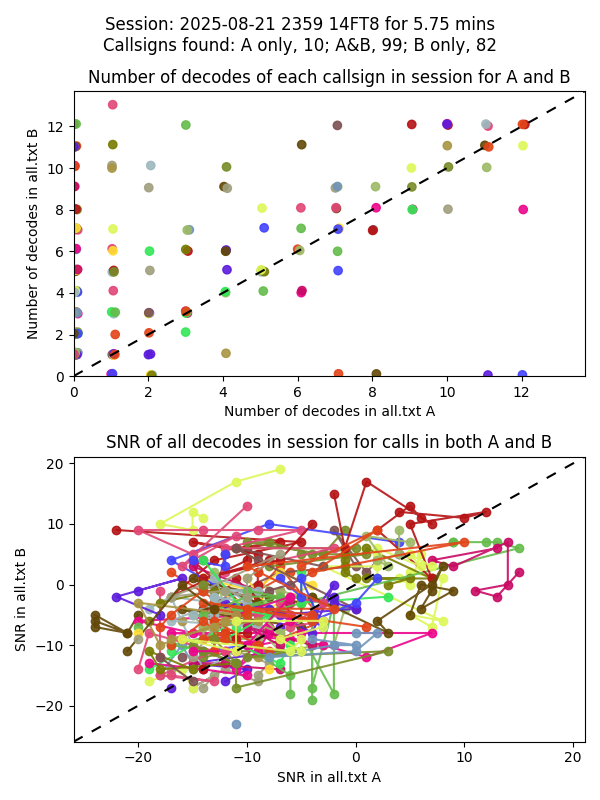 Session: 2025-08-21 2359 14FT8 for 5.75 mins
Callsigns found: A only, 10; A&B, 99; B only, 82
Number of decodes of each callsign in session for A and B
Number of decodes in all.txt B
12
10
8
6
4
2
0
0 2 4 6 8 10 12
Number of decodes in all.txt A
SNR of all decodes in session for calls in both A and B
SNR in all.txt B
20
10
0
−10
−20
−20 −10 0 10 20
SNR in all.txt A